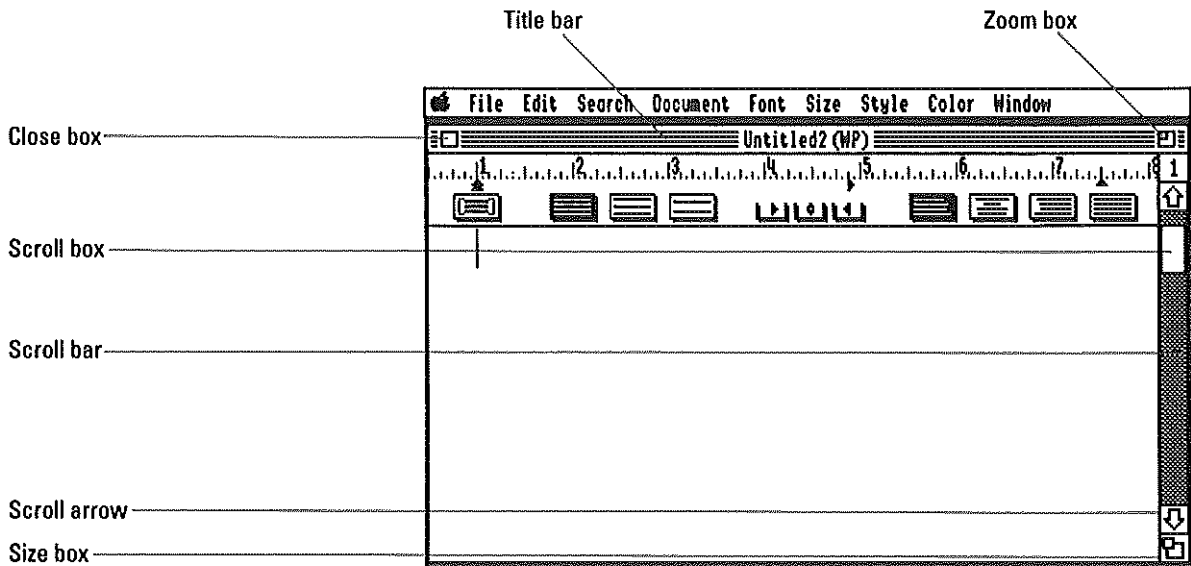 Title bar
Zoom box
File Edit Search Document Font Size Style Color Window
Close box
Untitled2 (WP)
1 2 3 4 5 6 7 8 1
Scroll box
Scroll bar
Scroll arrow
Size box